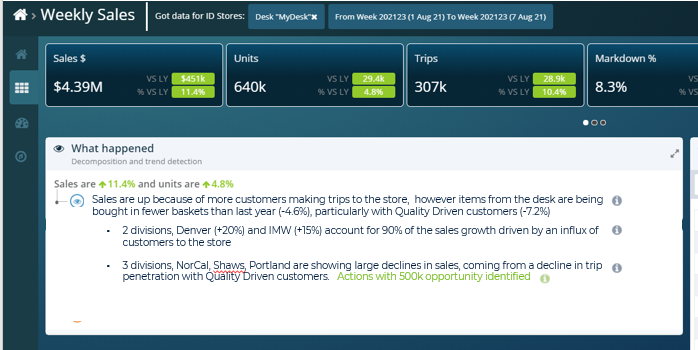 Weekly Sales
Got data for ID Stores:
Desk "MyDesk"✖
From Week 202123 (1 Aug 21) To Week 202123 (7 Aug 21)
Sales $
$4.39M
VS LY $451k
% VS LY 11.4%
Units
640k
VS LY 29.4k
% VS LY 4.8%
Trips
307k
VS LY 28.9k
% VS LY 10.4%
Markdown %
8.3%
VS
% VS
What happened
Decomposition and trend detection
Sales are ↑11.4% and units are ↑4.8%
Sales are up because of more customers making trips to the store, however items from the desk are being
bought in fewer baskets than last year (-4.6%), particularly with Quality Driven customers (-7.2%)
• 2 divisions, Denver (+20%) and IMW (+15%) account for 90% of the sales growth driven by an influx of
customers to the store
• 3 divisions, NorCal, Shaws, Portland are showing large declines in sales, coming from a decline in trip
penetration with Quality Driven customers. Actions with 500k opportunity identified